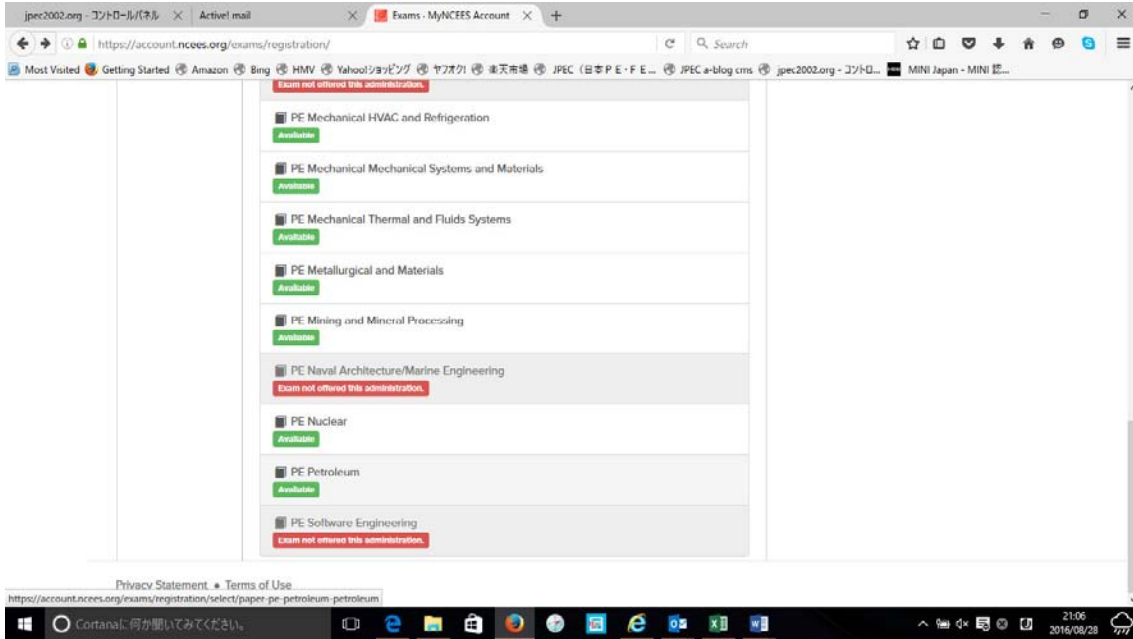 jpec2002.org - コントロールパネル
Active! mail
Exams - MyNCEES Account
https://account.ncees.org/exams/registration/
Search
Most Visited Getting Started Amazon Bing HMV Yahoo!ショッピング ヤフオク! 楽天市場 JPEC (日本PE・FE... JPEC a-blog cms jpec2002.org - コントロ... MINI Japan - MINI 認...
Exam not offered this administration.
PE Mechanical HVAC and Refrigeration
Available
PE Mechanical Mechanical Systems and Materials
Available
PE Mechanical Thermal and Fluids Systems
Available
PE Metallurgical and Materials
Available
PE Mining and Mineral Processing
Available
PE Naval Architecture/Marine Engineering
Exam not offered this administration.
PE Nuclear
Available
PE Petroleum
Available
PE Software Engineering
Exam not offered this administration.
Privacy Statement • Terms of Use
https://account.ncees.org/exams/registration/select/paper-pe-petroleum-petroleum
Cortanaに何か聞いてみてください。
21:06
2016/08/28